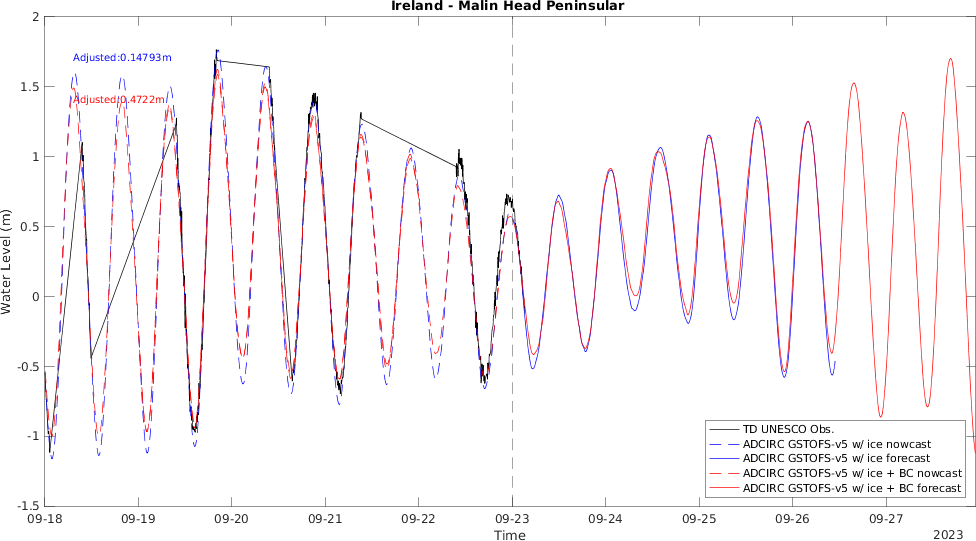 Ireland - Malin Head Peninsular
2
1.5
1
0.5
0
-0.5
-1
-1.5
Water Level (m)
Adjusted:0.14793m
Adjusted:0.4722m
TD UNESCO Obs.
ADCIRC GSTOFS-v5 w/ ice nowcast
ADCIRC GSTOFS-v5 w/ ice forecast
ADCIRC GSTOFS-v5 w/ ice + BC nowcast
ADCIRC GSTOFS-v5 w/ ice + BC forecast
09-18 09-19 09-20 09-21 09-22 09-23 09-24 09-25 09-26 09-27
Time
2023